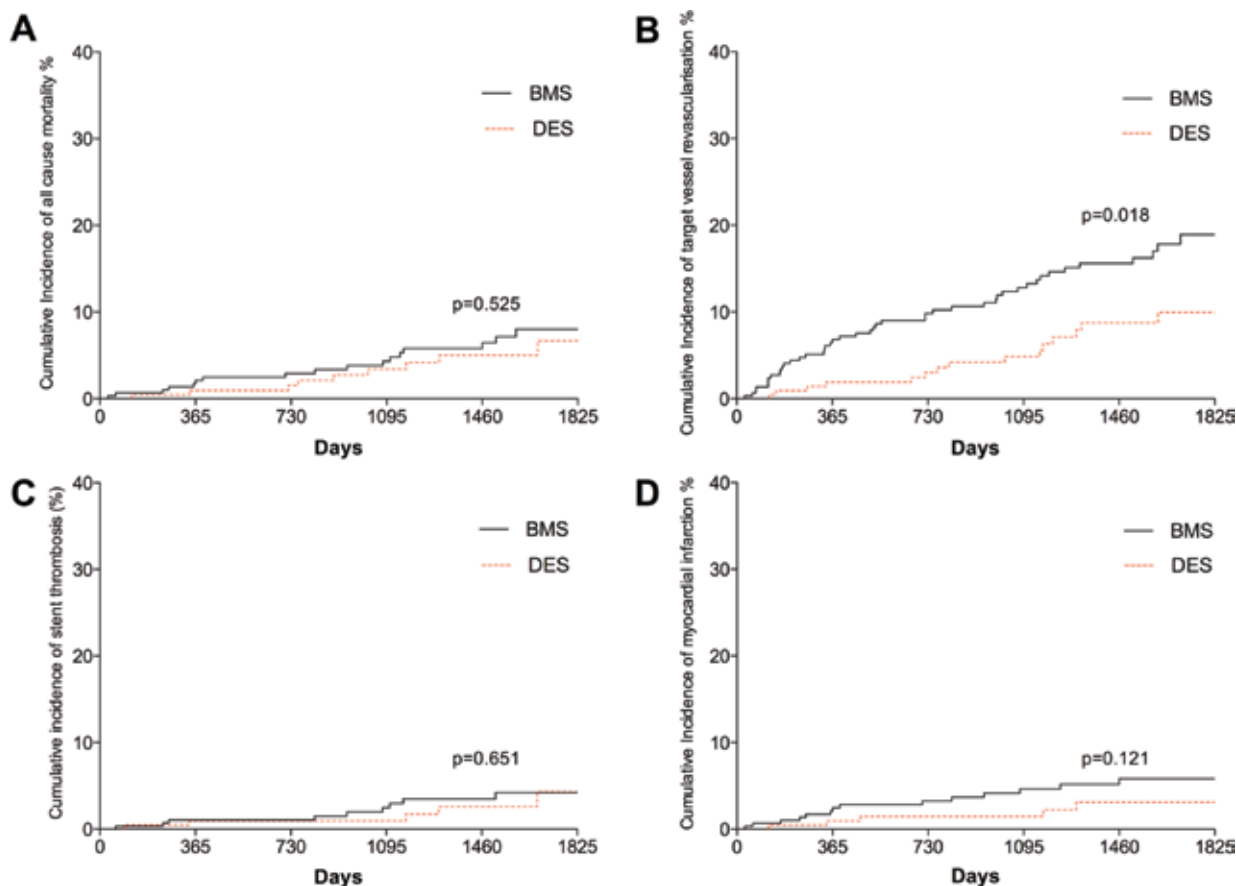 A
Cumulative Incidence of all cause mortality %
40
30
20
10
0
BMS
DES
p=0.525
0 365 730 1095 1460 1825
Days
B
Cumulative Incidence of target vessel revascularisation %
40
30
20
10
0
BMS
DES
p=0.018
0 365 730 1095 1460 1825
Days
C
Cumulative incidence of stent thrombosis (%)
40
30
20
10
0
BMS
DES
p=0.651
0 365 730 1095 1460 1825
Days
D
Cumulative Incidence of myocardial infarction %
40
30
20
10
0
BMS
DES
p=0.121
0 365 730 1095 1460 1825
Days